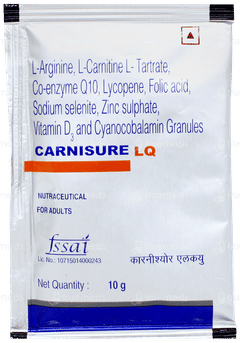 L-Arginine, L-Carnitine L- Tartrate,
Co-enzyme Q10, Lycopene, Folic acid,
Sodium selenite, Zinc sulphate,
Vitamin D3 and Cyanocobalamin Granules
CARNISURE LQ
NUTRACEUTICAL
FOR ADULTS
fssai
Lic. No.: 10715014000243
कारनीश्योर एलक्यु
Net Quantity : 10 g